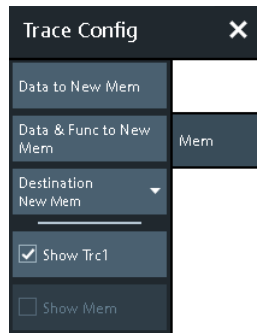 Trace Config
Data to New Mem
Data & Func to New
Mem
Mem
Destination
New Mem
Show Trc1
Show Mem